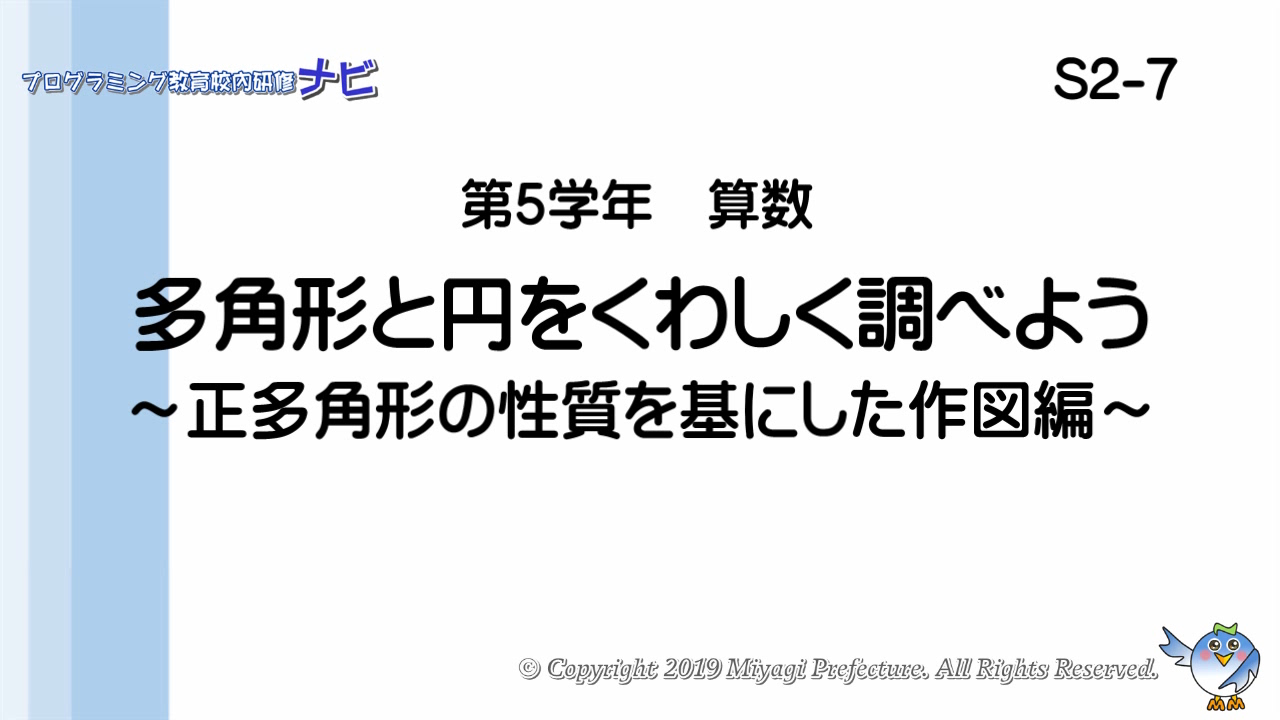 プログラミング教育校内研修ナビ
S2-7
第5学年　算数
多角形と円をくわしく調べよう
～正多角形の性質を基にした作図編～
© Copyright 2019 Miyagi Prefecture. All Rights Reserved.